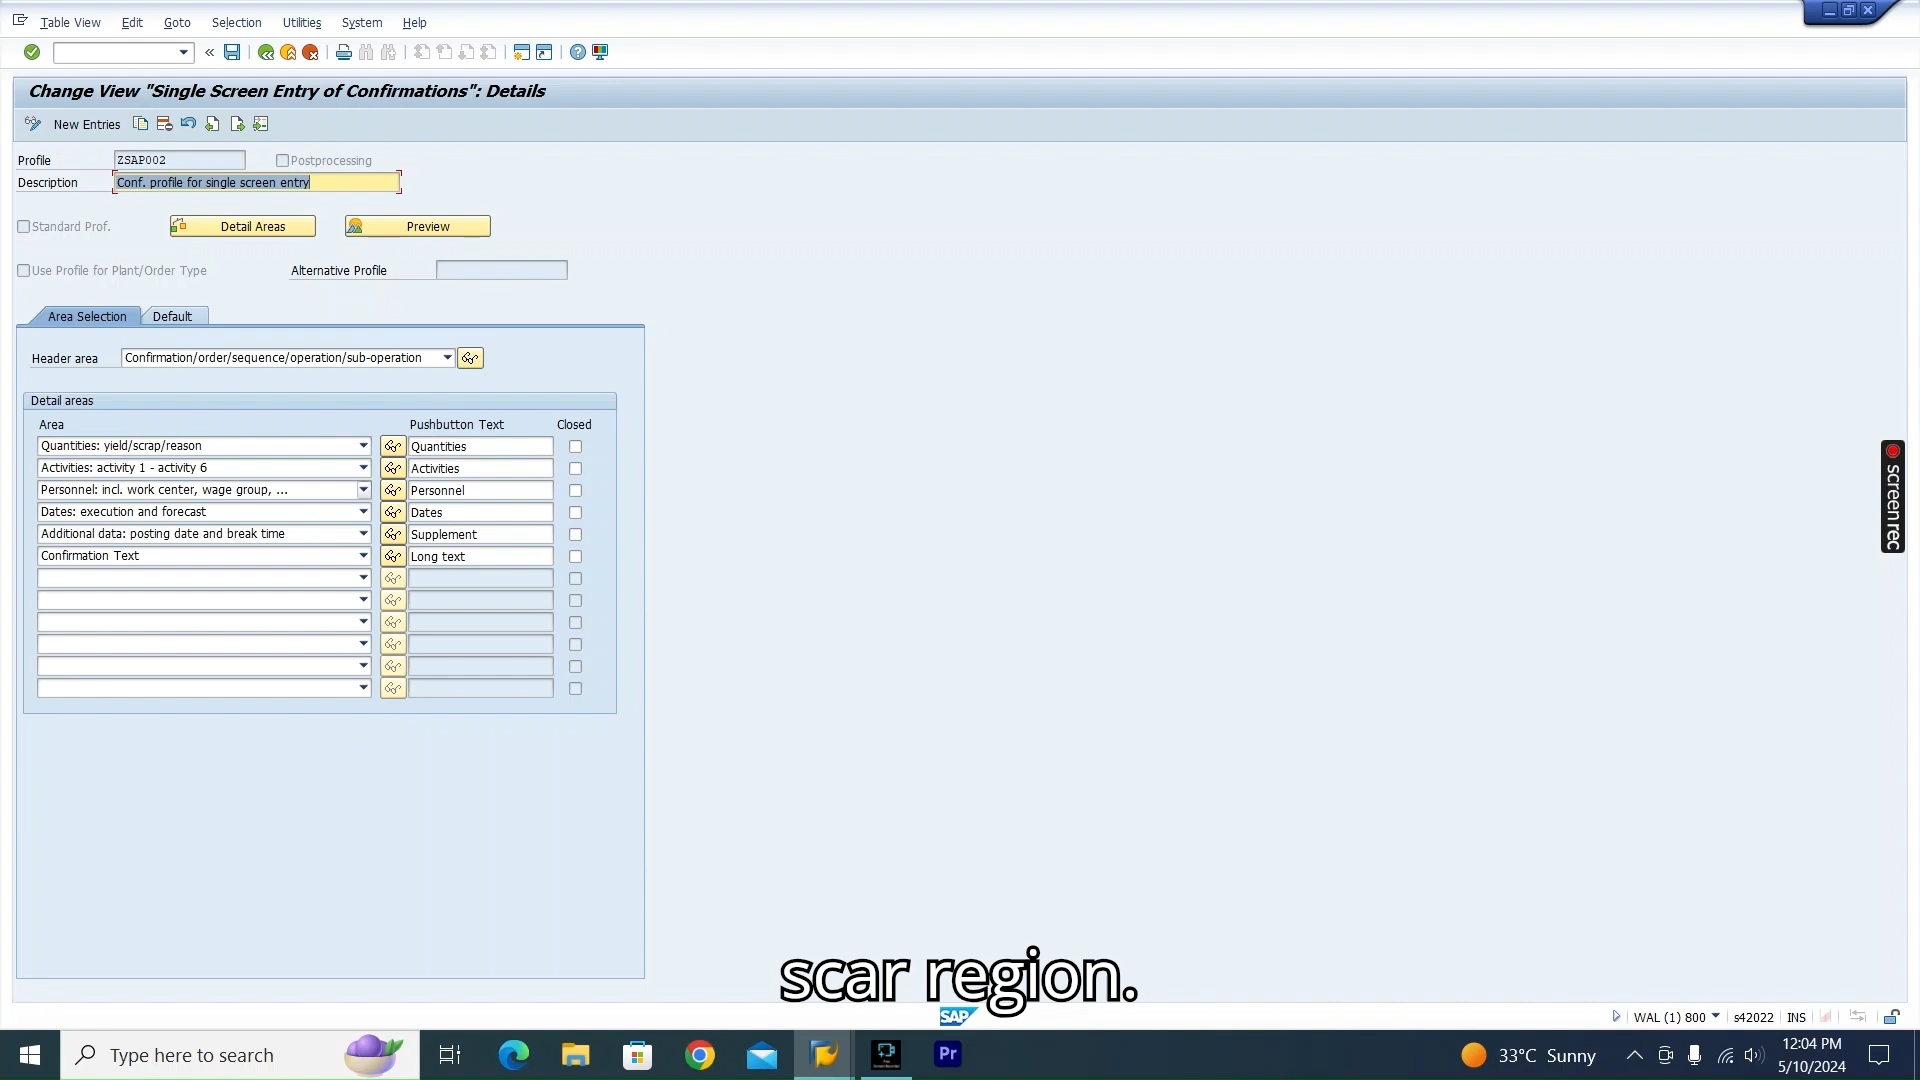 Table View Edit Goto Selection Utilities System Help
Change View "Single Screen Entry of Confirmations": Details
New Entries
Profile ZSAP002 Postprocessing
Description Conf. profile for single screen entry
Standard Prof. Detail Areas Preview
Use Profile for Plant/Order Type Alternative Profile
Area Selection Default
Header area Confirmation/order/sequence/operation/sub-operation
Detail areas
Area Pushbutton Text Closed
Quantities: yield/scrap/reason Quantities
Activities: activity 1 - activity 6 Activities
Personnel: incl. work center, wage group, ... Personnel
Dates: execution and forecast Dates
Additional data: posting date and break time Supplement
Confirmation Text Long text
screenrec
scar region.
SAP
WAL (1) 800 s42022 INS
Type here to search
Pr
33°C Sunny
12:04 PM
5/10/2024